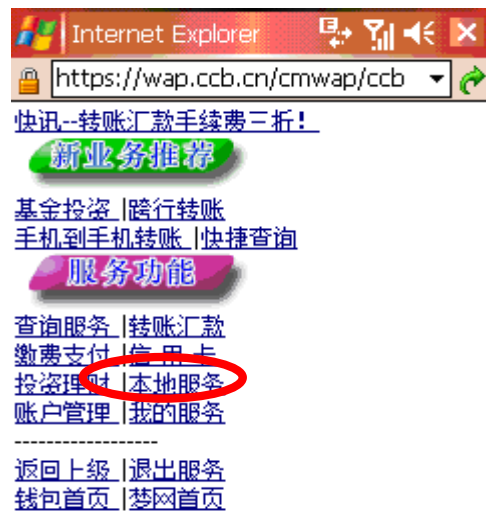 Internet Explorer
https://wap.ccb.cn/cmwap/ccb
快讯--转账汇款手续费三折!
新业务推荐
基金投资 |跨行转账
手机到手机转账 |快捷查询
服务功能
查询服务 |转账汇款
缴费支付 |信 用 卡
投资理财 |本地服务
账户管理 |我的服务
------------------
返回上级 |退出服务
钱包首页 |梦网首页